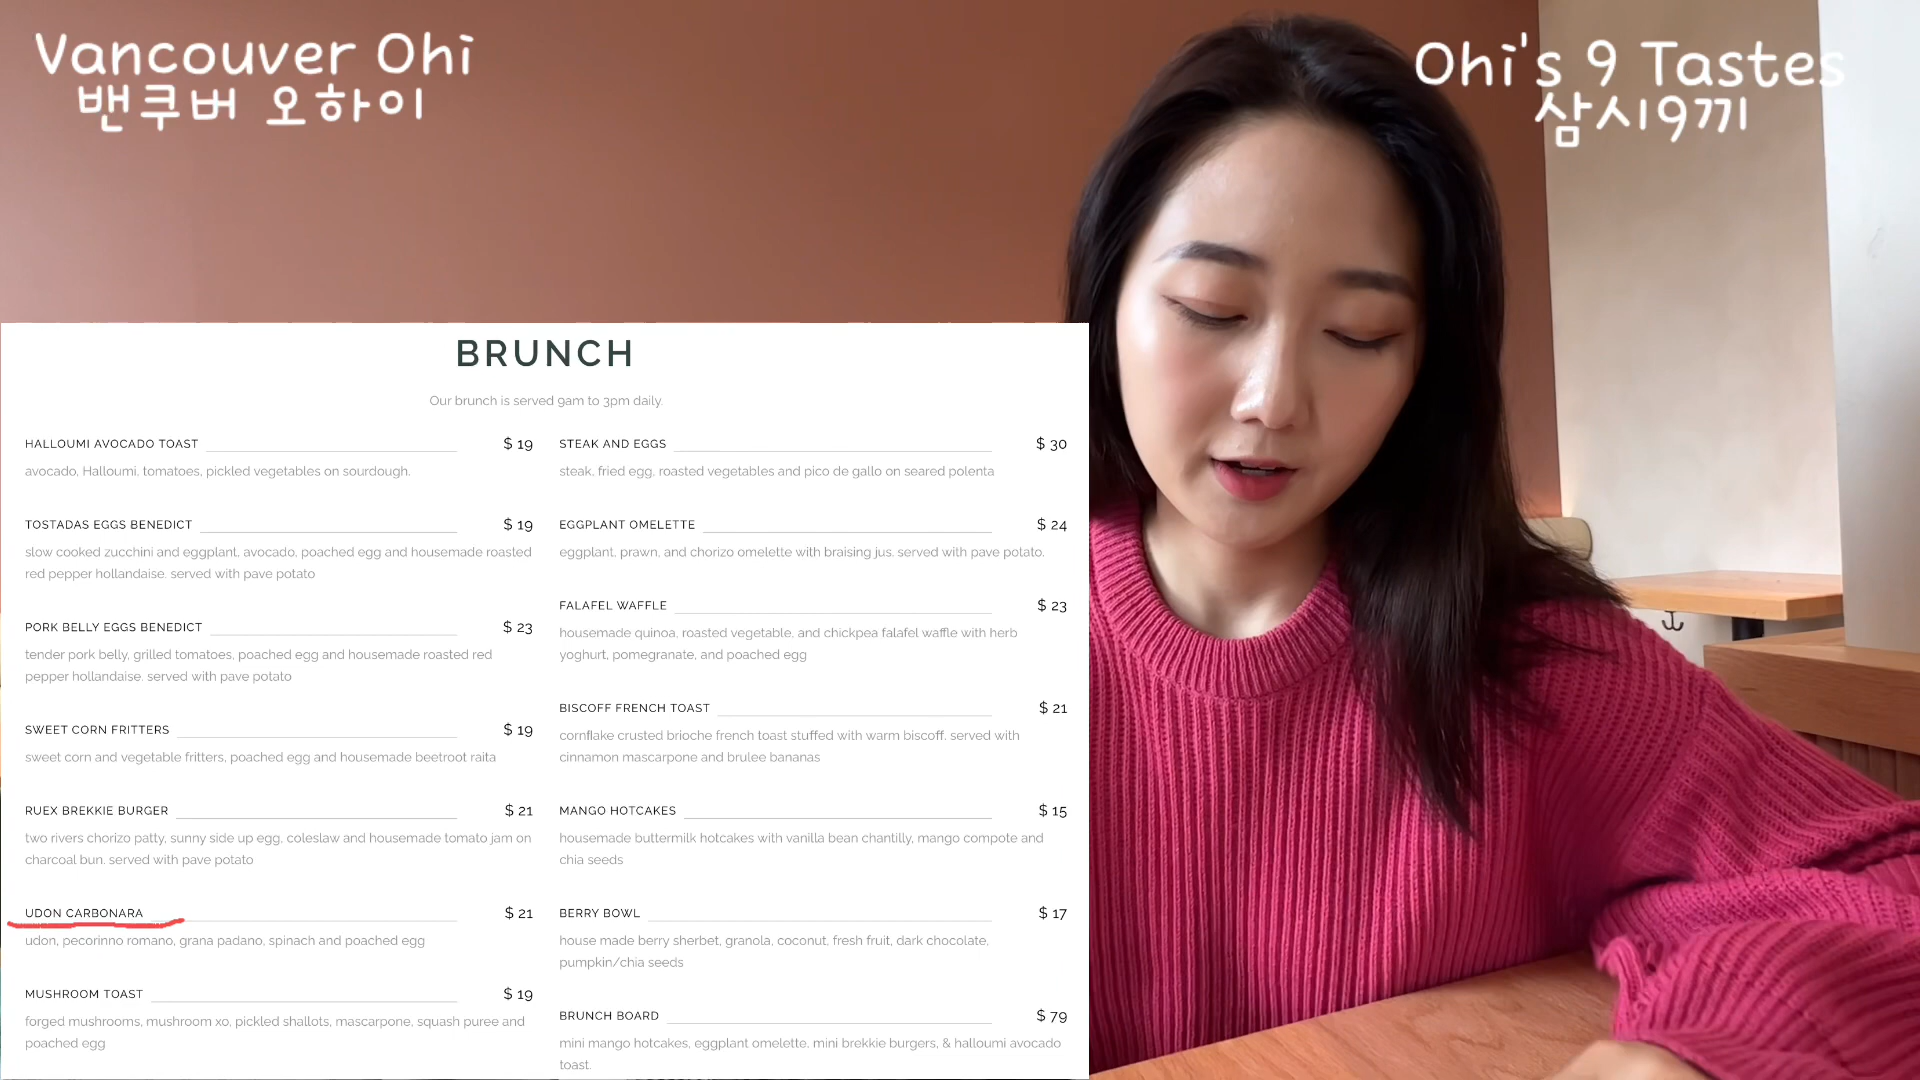 Vancouver Ohi
밴쿠버 오하이
Ohi's 9 Tastes
삼시9끼
BRUNCH
Our brunch is served 9am to 3pm daily.
HALLOUMI AVOCADO TOAST $ 19
avocado, Halloumi, tomatoes, pickled vegetables on sourdough.
TOSTADAS EGGS BENEDICT $ 19
slow cooked zucchini and eggplant, avocado, poached egg and housemade roasted
red pepper hollandaise. served with pave potato
PORK BELLY EGGS BENEDICT $ 23
tender pork belly, grilled tomatoes, poached egg and housemade roasted red
pepper hollandaise. served with pave potato
SWEET CORN FRITTERS $ 19
sweet corn and vegetable fritters, poached egg and housemade beetroot raita
RUEX BREKKIE BURGER $ 21
two rivers chorizo patty, sunny side up egg, coleslaw and housemade tomato jam on
charcoal bun. served with pave potato
UDON CARBONARA $ 21
udon, pecorinno romano, grana padano, spinach and poached egg
MUSHROOM TOAST $ 19
forged mushrooms, mushroom xo, pickled shallots, mascarpone, squash puree and
poached egg
STEAK AND EGGS $ 30
steak, fried egg, roasted vegetables and pico de gallo on seared polenta
EGGPLANT OMELETTE $ 24
eggplant, prawn, and chorizo omelette with braising jus. served with pave potato.
FALAFEL WAFFLE $ 23
housemade quinoa, roasted vegetable, and chickpea falafel waffle with herb
yoghurt, pomegranate, and poached egg
BISCOFF FRENCH TOAST $ 21
cornflake crusted brioche french toast stuffed with warm biscoff, served with
cinnamon mascarpone and brulee bananas
MANGO HOTCAKES $ 15
housemade buttermilk hotcakes with vanilla bean chantilly, mango compote and
chia seeds
BERRY BOWL $ 17
house made berry sherbet, granola, coconut, fresh fruit, dark chocolate,
pumpkin/chia seeds
BRUNCH BOARD $ 79
mini mango hotcakes, eggplant omelette, mini brekkie burgers, & halloumi avocado
toast.